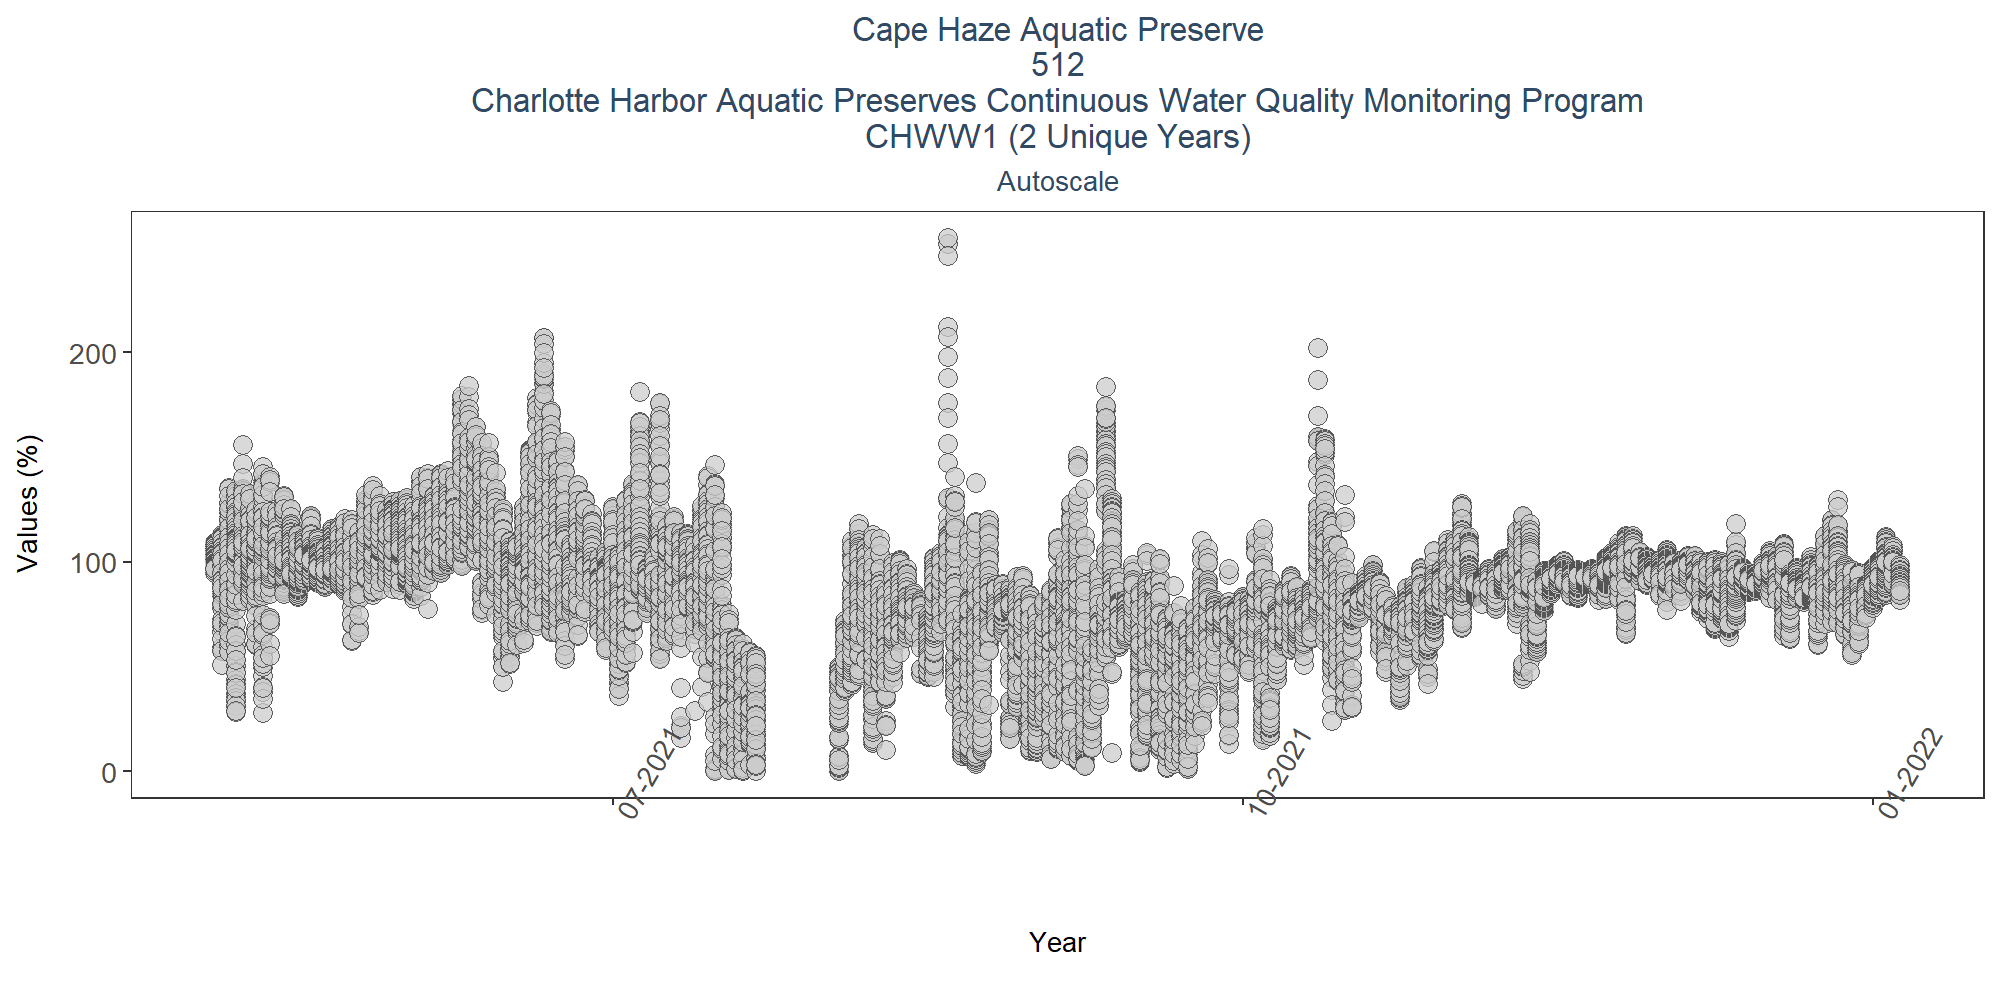 Cape Haze Aquatic Preserve
512
Charlotte Harbor Aquatic Preserves Continuous Water Quality Monitoring Program
CHWW1 (2 Unique Years)
Autoscale
Values (%)
200
100
0
07-2021
10-2021
01-2022
Year